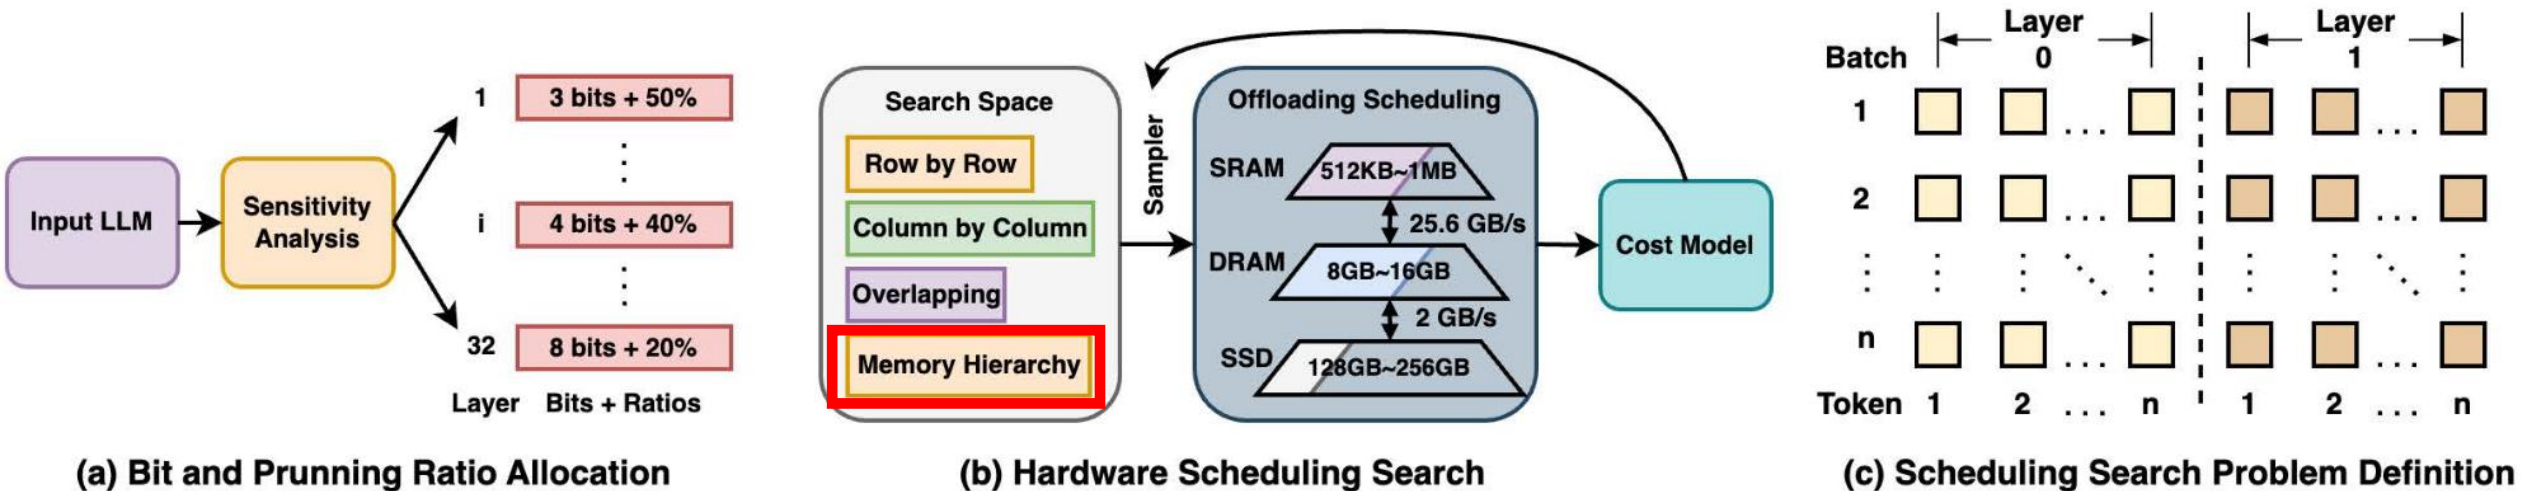 Input LLM
Sensitivity
Analysis
1
3 bits + 50%
i
4 bits + 40%
32
8 bits + 20%
Layer
Bits + Ratios
(a) Bit and Prunning Ratio Allocation
Search Space
Row by Row
Column by Column
Overlapping
Memory Hierarchy
Sampler
Offloading Scheduling
SRAM
512KB~1MB
25.6 GB/s
DRAM
8GB~16GB
2 GB/s
SSD
128GB~256GB
Cost Model
(b) Hardware Scheduling Search
Layer
0
Layer
1
Batch
1
...
...
2
...
...
n
...
...
Token 1 2 ... n 1 2 ... n
(c) Scheduling Search Problem Definition